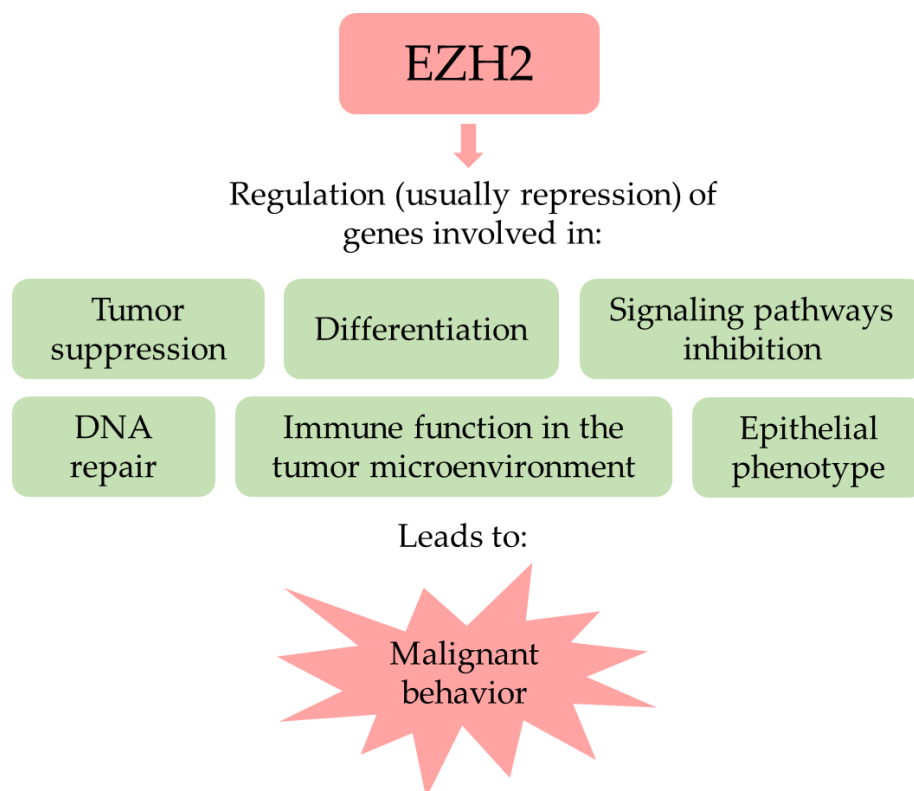 EZH2
Regulation (usually repression) of
genes involved in:
Tumor
suppression
Differentiation
Signaling pathways
inhibition
DNA
repair
Immune function in the
tumor microenvironment
Epithelial
phenotype
Leads to:
Malignant
behavior